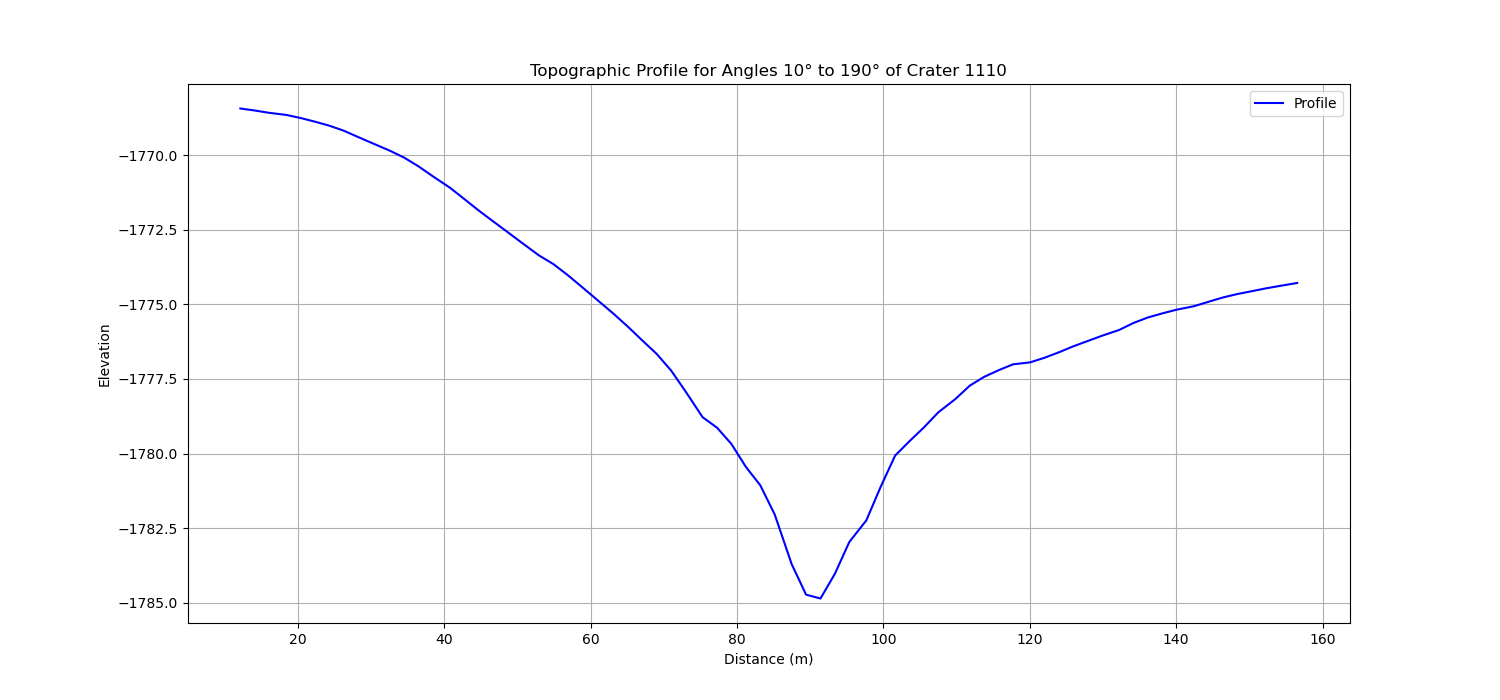 Topographic Profile for Angles 10° to 190° of Crater 1110
Profile
−1770.0
−1772.5
−1775.0
−1777.5
−1780.0
−1782.5
−1785.0
Elevation
20 40 60 80 100 120 140 160
Distance (m)